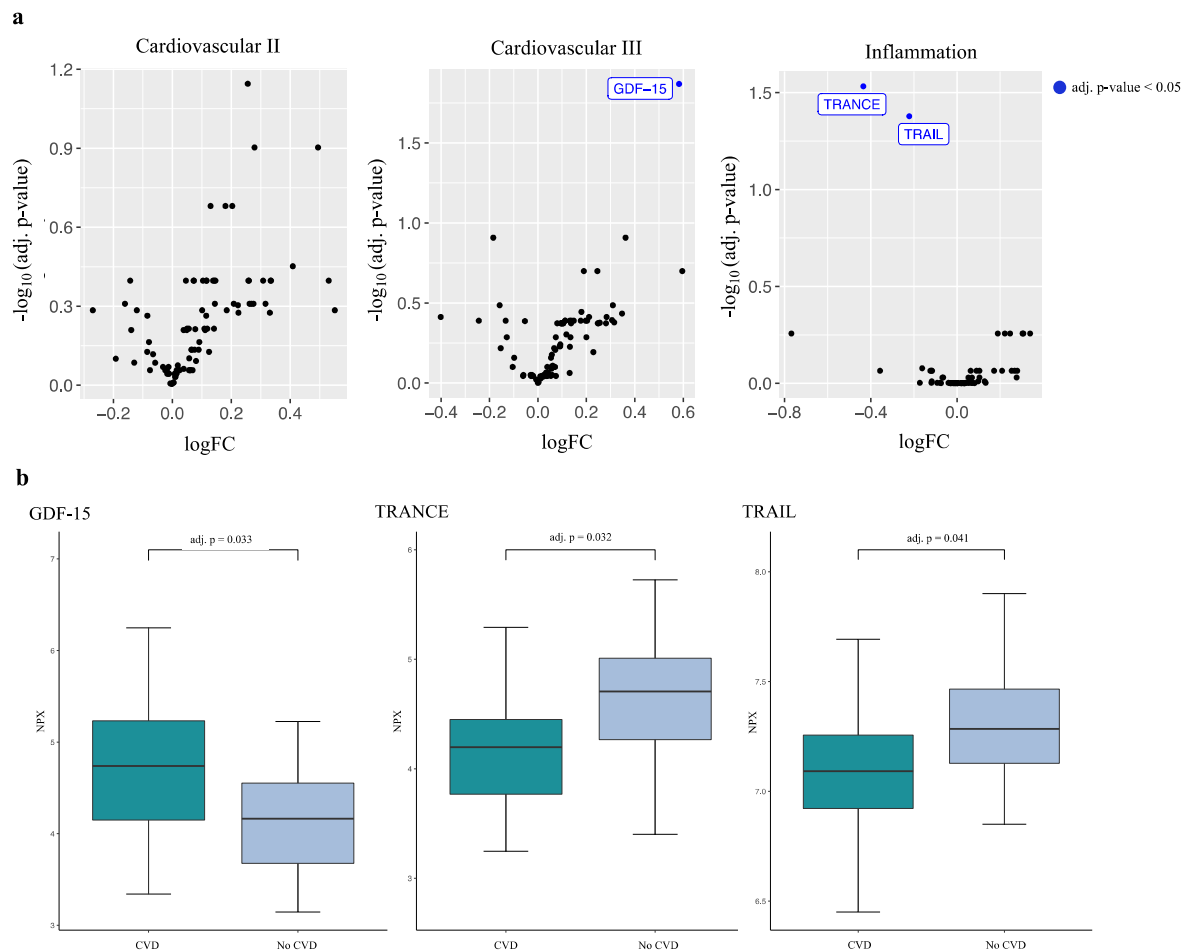 a
Cardiovascular II
Cardiovascular III
Inflammation
adj. p-value < 0.05
-log10(adj. p-value)
1.2
0.9
0.6
0.3
0.0
−0.2
0.0
0.2
0.4
logFC
-log10(adj. p-value)
GDF−15
1.5
1.0
0.5
0.0
−0.4
−0.2
0.0
0.2
0.4
0.6
logFC
-log10(adj. p-value)
TRANCE
TRAIL
1.5
1.0
0.5
0.0
−0.8
−0.4
0.0
logFC
b
GDF-15
adj. p = 0.033
NPX
7
6
5
4
3
CVD
No CVD
TRANCE
adj. p = 0.032
NPX
6
5
4
3
CVD
No CVD
TRAIL
adj. p = 0.041
NPX
8.0
7.5
7.0
6.5
CVD
No CVD